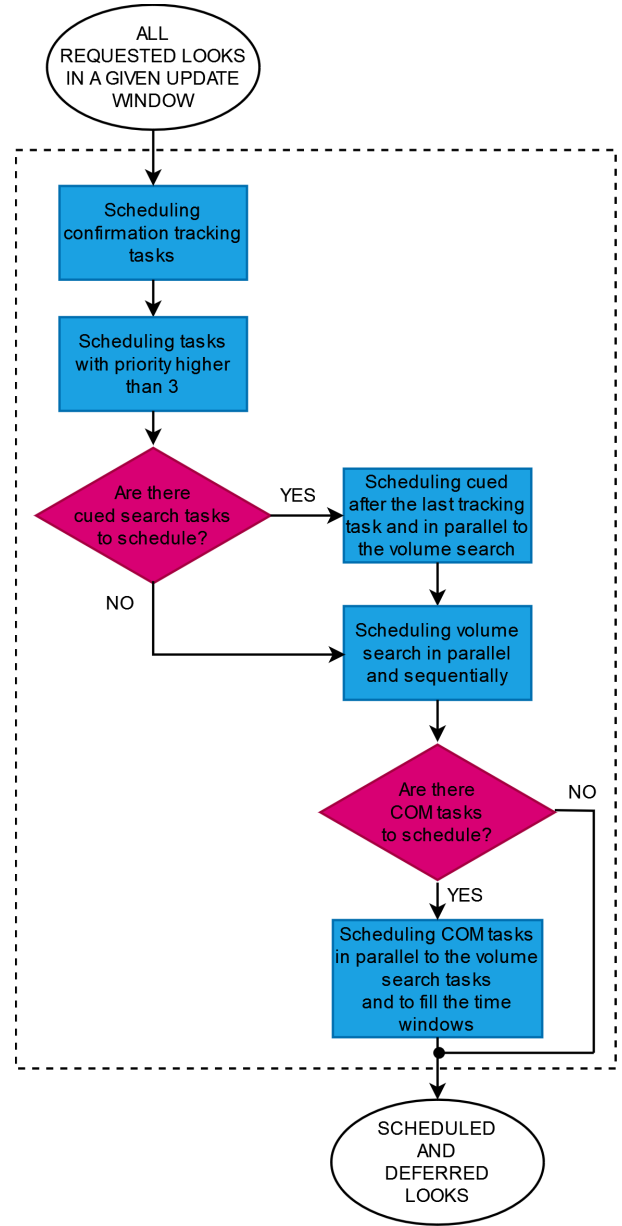 ALL
REQUESTED LOOKS
IN A GIVEN UPDATE
WINDOW
Scheduling
confirmation tracking
tasks
Scheduling tasks
with priority higher
than 3
Are there
cued search tasks
to schedule?
YES
NO
Scheduling cued
after the last tracking
task and in parallel to
the volume search
Scheduling volume
search in parallel
and sequentially
Are there
COM tasks
to schedule?
NO
YES
Scheduling COM tasks
in parallel to the volume
search tasks
and to fill the time
windows
SCHEDULED
AND
DEFERRED
LOOKS